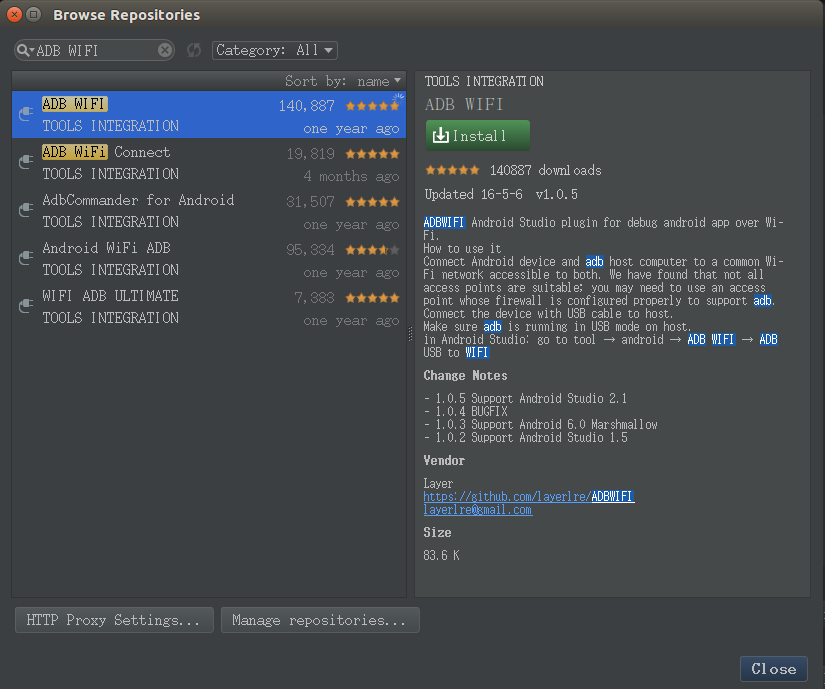 Browse Repositories
ADB WIFI
Category: All
Sort by: name
ADB WIFI 140,887
TOOLS INTEGRATION one year ago
ADB WiFi Connect 19,819
TOOLS INTEGRATION 4 months ago
AdbCommander for Android 31,507
TOOLS INTEGRATION one year ago
Android WiFi ADB 95,334
TOOLS INTEGRATION one year ago
WIFI ADB ULTIMATE 7,383
TOOLS INTEGRATION one year ago
TOOLS INTEGRATION
ADB WIFI
Install
140887 downloads
Updated 16-5-6 v1.0.5
ADBWIFI Android Studio plugin for debug android app over Wi-
Fi.
How to use it
Connect Android device and adb host computer to a common Wi-
Fi network accessible to both. We have found that not all
access points are suitable; you may need to use an access
point whose firewall is configured properly to support adb.
Connect the device with USB cable to host.
Make sure adb is running in USB mode on host.
in Android Studio: go to tool → android → ADB WIFI → ADB
USB to WIFI
Change Notes
- 1.0.5 Support Android Studio 2.1
- 1.0.4 BUGFIX
- 1.0.3 Support Android 6.0 Marshmallow
- 1.0.2 Support Android Studio 1.5
Vendor
Layer
https://github.com/layerlre/ADBWIFI
layerlre@gmail.com
Size
83.6 K
HTTP Proxy Settings...
Manage repositories...
Close